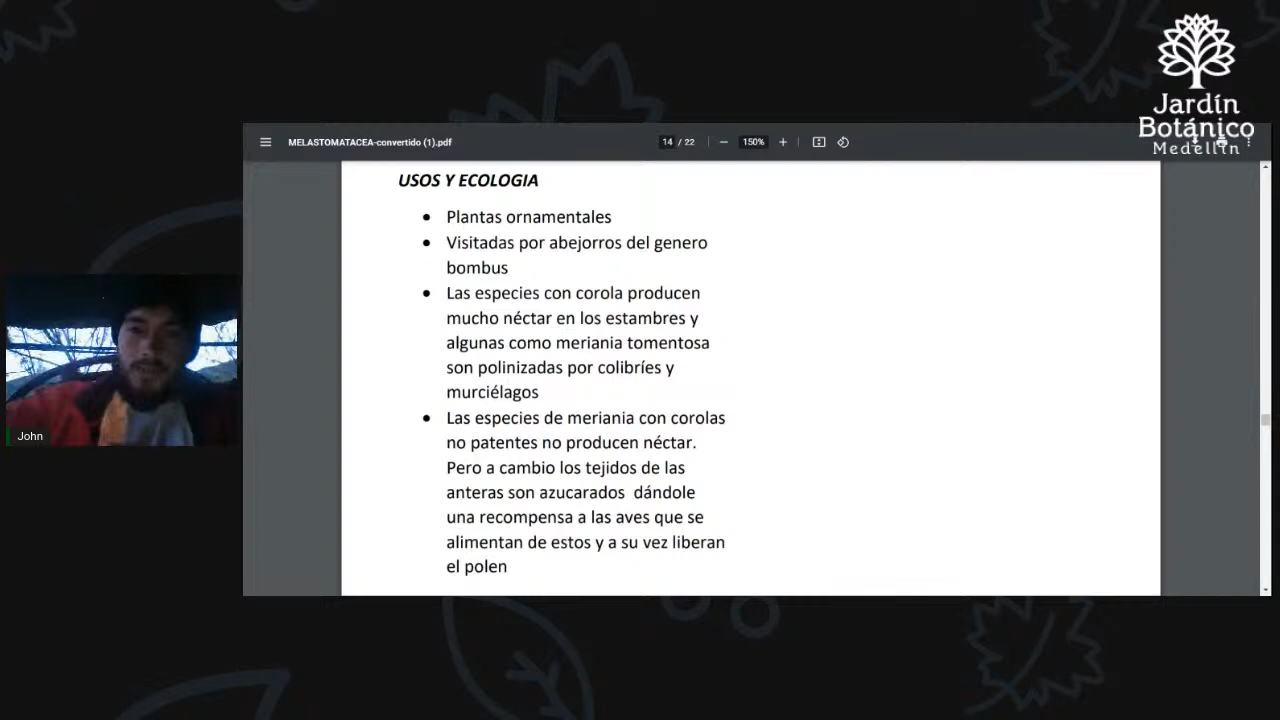 Jardín
Botánico
Medellín
MELASTOMATACEA-convertido (1).pdf
14 / 22
150%
USOS Y ECOLOGIA
• Plantas ornamentales
• Visitadas por abejorros del genero
bombus
• Las especies con corola producen
mucho néctar en los estambres y
algunas como meriania tomentosa
son polinizadas por colibríes y
murciélagos
• Las especies de meriania con corolas
no patentes no producen néctar.
Pero a cambio los tejidos de las
anteras son azucarados dándole
una recompensa a las aves que se
alimentan de estos y a su vez liberan
el polen
John